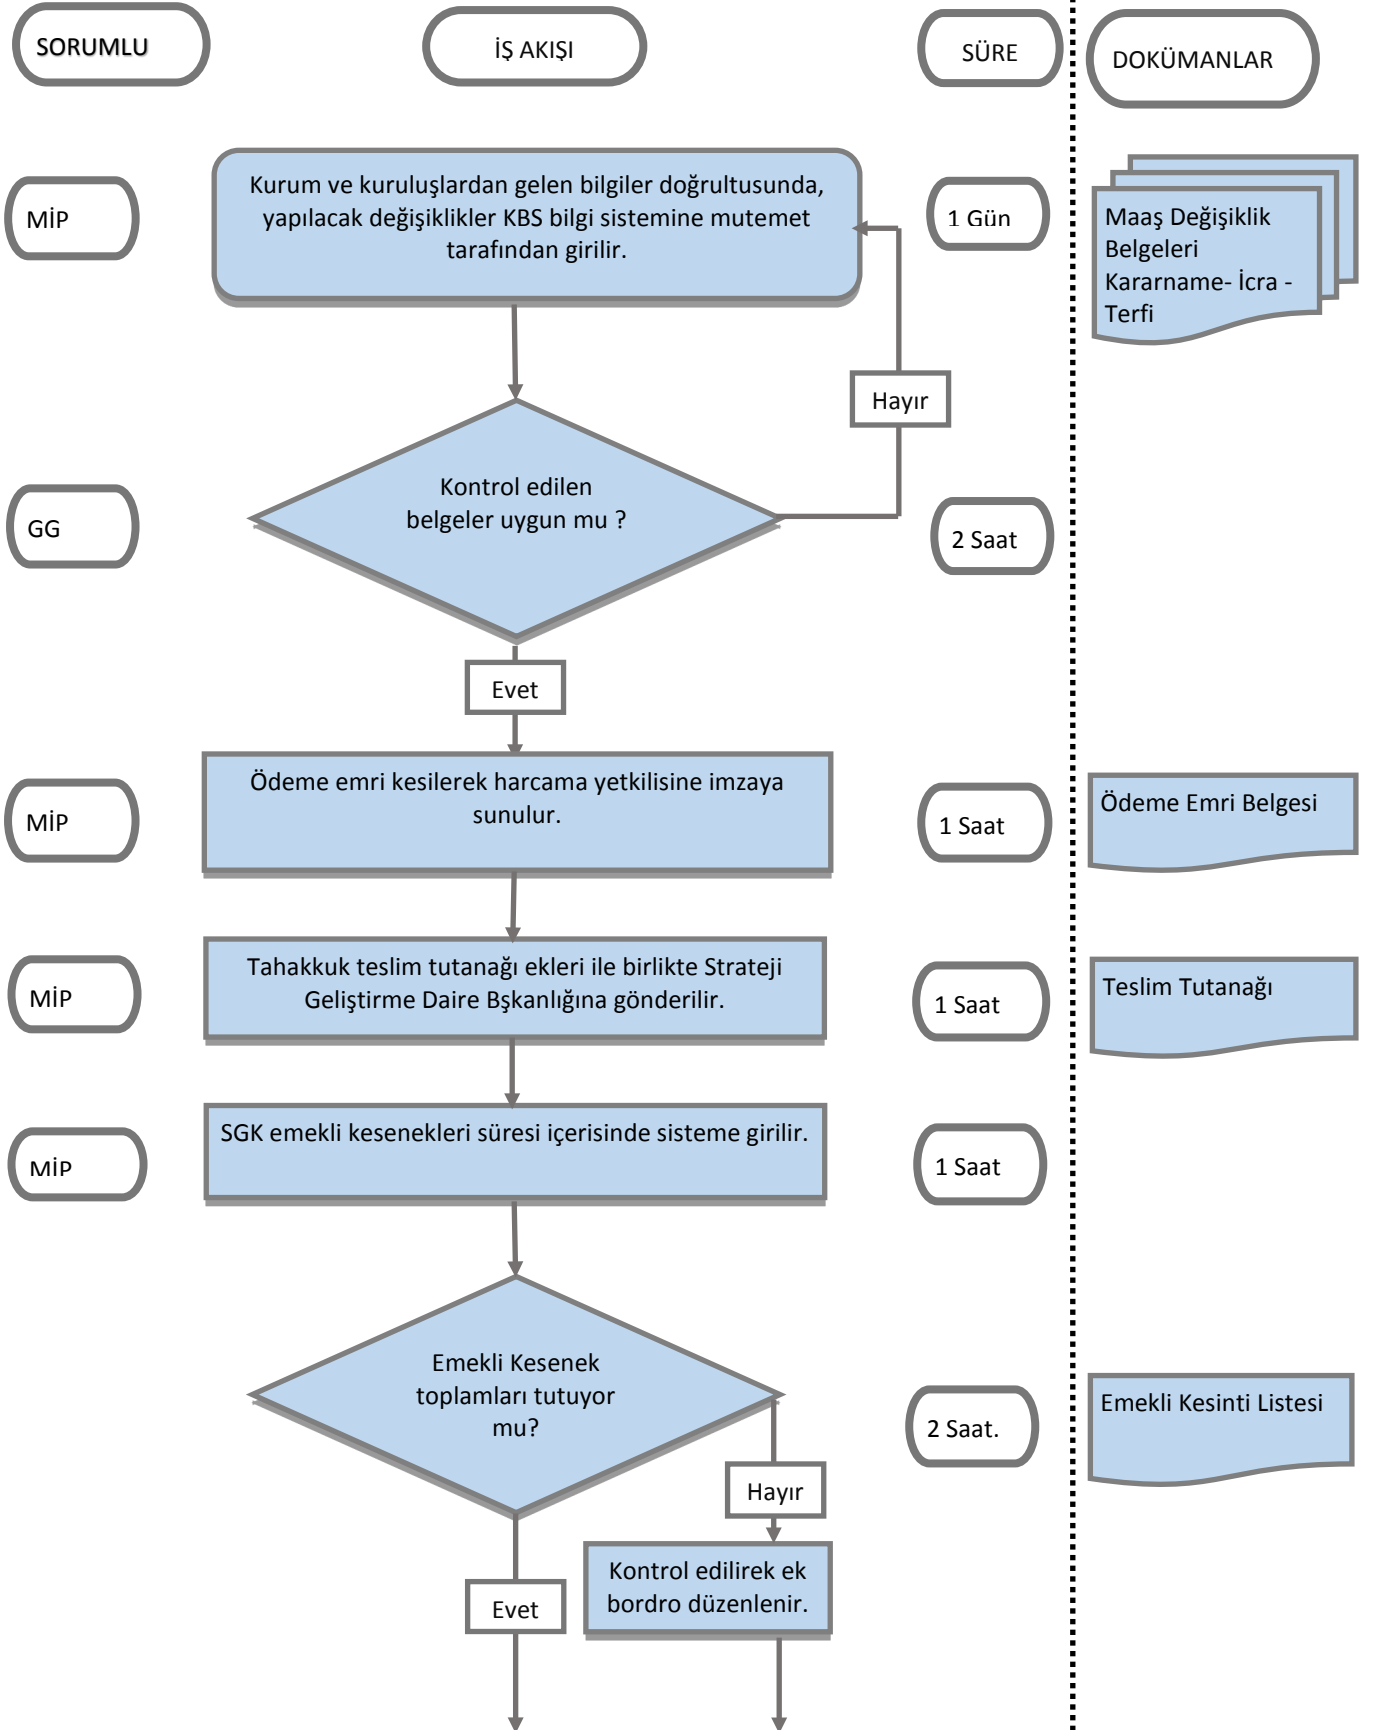 SORUMLU
İŞ AKIŞI
SÜRE
DOKÜMANLAR
MİP
Kurum ve kuruluşlardan gelen bilgiler doğrultusunda,
yapılacak değişiklikler KBS bilgi sistemine mutemet
tarafından girilir.
1 Gün
Maaş Değişiklik
Belgeleri
Kararname- İcra -
Terfi
Hayır
GG
Kontrol edilen
belgeler uygun mu ?
2 Saat
Evet
MİP
Ödeme emri kesilerek harcama yetkilisine imzaya
sunulur.
1 Saat
Ödeme Emri Belgesi
MİP
Tahakkuk teslim tutanağı ekleri ile birlikte Strateji
Geliştirme Daire Bşkanlığına gönderilir.
1 Saat
Teslim Tutanağı
MİP
SGK emekli kesenekleri süresi içerisinde sisteme girilir.
1 Saat
Emekli Kesenek
toplamları tutuyor
mu?
2 Saat.
Emekli Kesinti Listesi
Hayır
Kontrol edilirek ek
bordro düzenlenir.
Evet